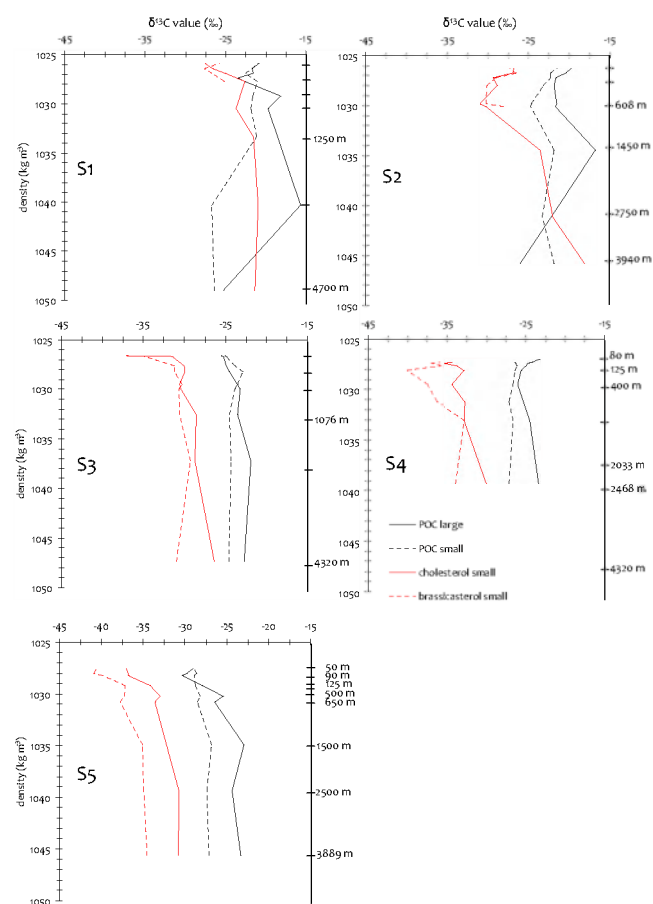 δ¹³C value (‰)
δ¹³C value (‰)
-45 -35 -25 -15
-45 -35 -25 -15
1025
1030
1035
1040
1045
1050
density (kg m³)
S1
1250 m
4700 m
1025
1030
1035
1040
1045
1050
S2
608 m
1450 m
2750 m
3940 m
-45 -35 -25 -15
-45 -35 -25 -15
1025
1030
1035
1040
1045
1050
density (kg m³)
S3
1076 m
4320 m
1025
1030
1035
1040
1045
1050
S4
80 m
125 m
400 m
2033 m
2468 m
4320 m
POC large
POC small
cholesterol small
brassicasterol small
-45 -40 -35 -30 -25 -20 -15
1025
1030
1035
1040
1045
1050
density (kg m³)
S5
50 m
90 m
125 m
500 m
650 m
1500 m
2500 m
3889 m